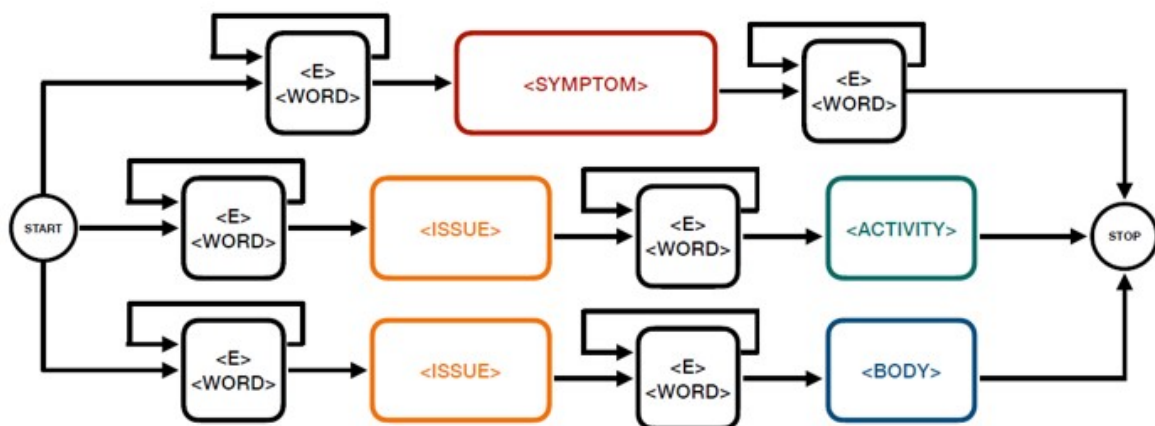 <E>
<WORD>
<SYMPTOM>
<E>
<WORD>
START
<E>
<WORD>
<ISSUE>
<E>
<WORD>
<ACTIVITY>
STOP
<E>
<WORD>
<ISSUE>
<E>
<WORD>
<BODY>